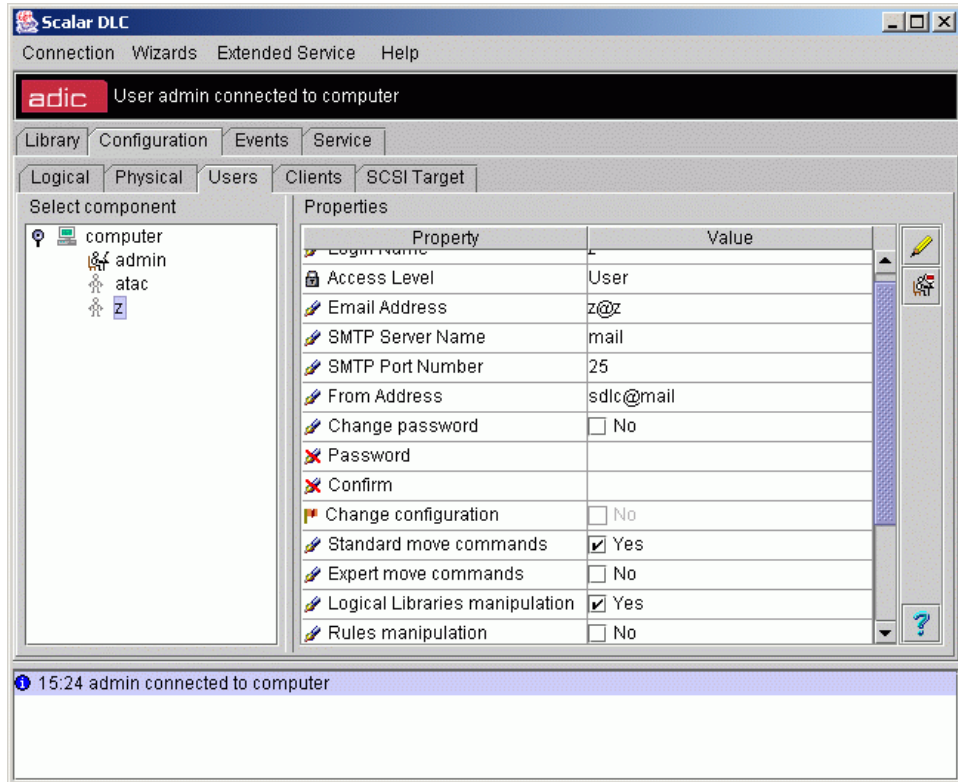 Scalar DLC
Connection Wizards Extended Service Help
adic User admin connected to computer
Library Configuration Events Service
Logical Physical Users Clients SCSI Target
Select component
computer
admin
atac
z
Properties
Property Value
Login Name z
Access Level User
Email Address z@z
SMTP Server Name mail
SMTP Port Number 25
From Address sdlc@mail
Change password No
Password
Confirm
Change configuration No
Standard move commands Yes
Expert move commands No
Logical Libraries manipulation Yes
Rules manipulation No
15:24 admin connected to computer